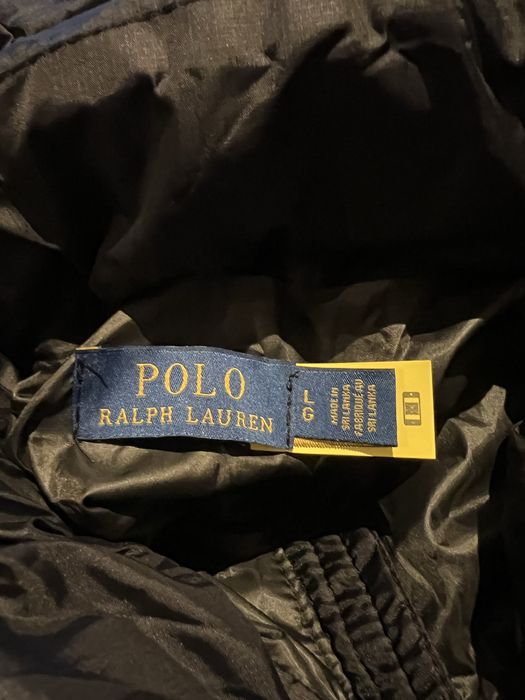 POLO
RALPH LAUREN
L
G
MADE IN
SRI LANKA
FABRIQUÉ AU
SRI LANKA